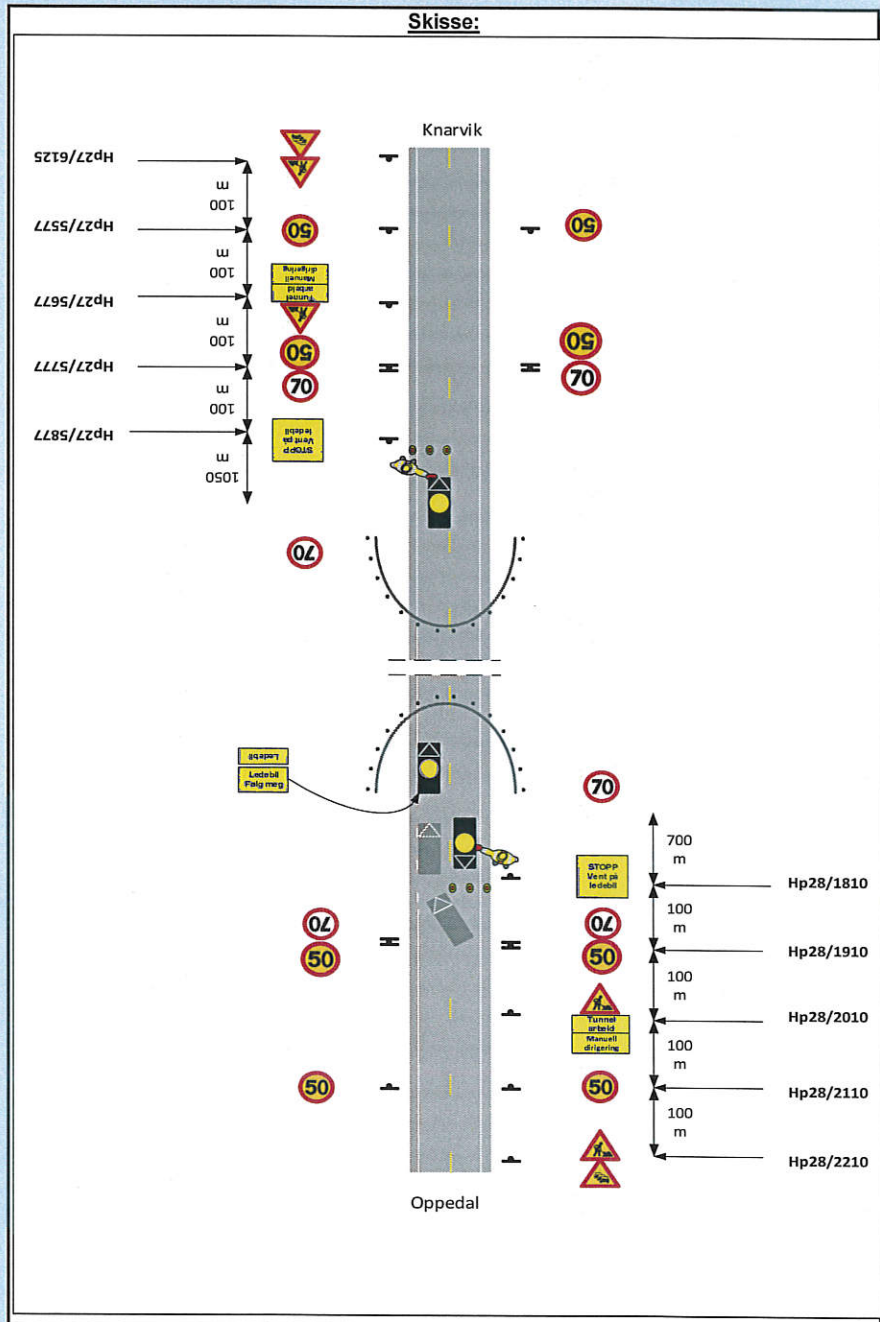 Skisse:
Knarvik
Hp27/6125
100
m
Hp27/5577
50
50
100
m
Manuell
dirigering
Tunnel
arbeid
Hp27/5677
100
m
50
50
Hp27/5777
70
70
100
m
Hp27/5877
STOPP
Vent på
ledebil
1050
m
70
Ledebil
Ledebil
Følg meg
70
700
m
STOPP
Vent på
ledebil
Hp28/1810
100
m
70
70
50
50
Hp28/1910
100
m
Tunnel
arbeid
Manuell
dirigering
Hp28/2010
100
m
50
50
Hp28/2110
100
m
Hp28/2210
Oppedal